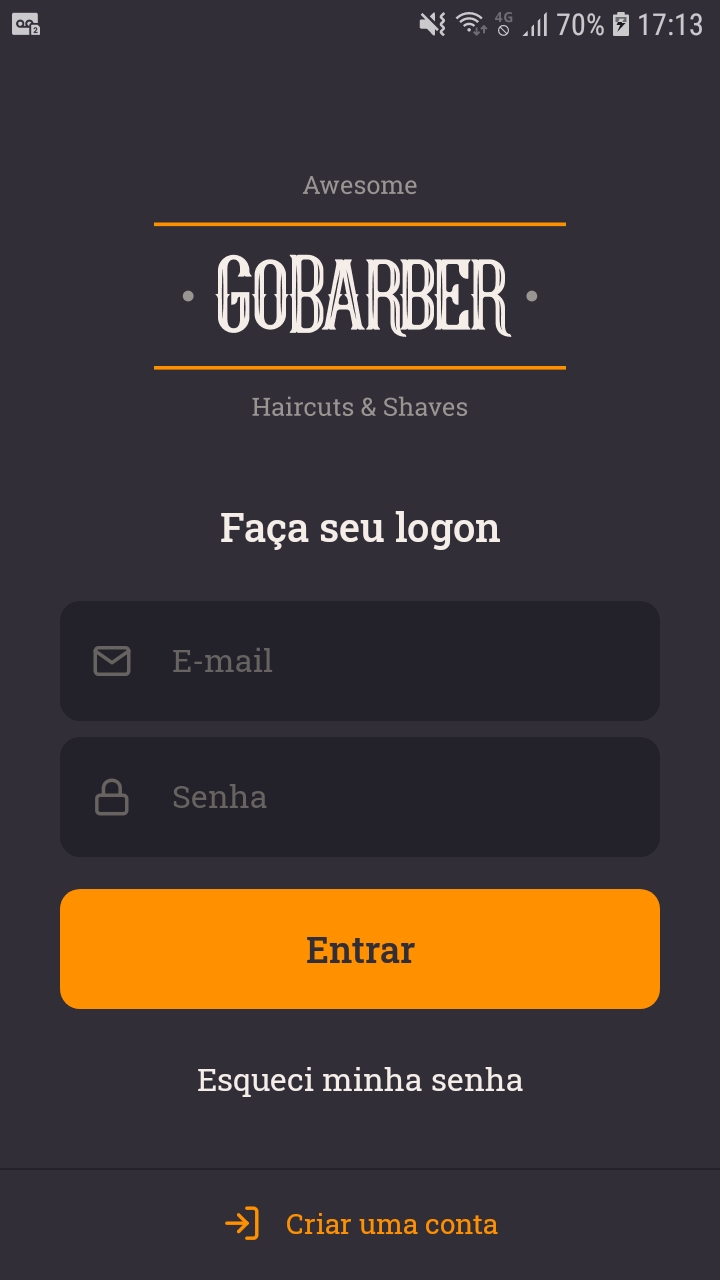 4G
70%
17:13
Awesome
• GOBARBER •
Haircuts & Shaves
Faça seu logon
E-mail
Senha
Entrar
Esqueci minha senha
Criar uma conta